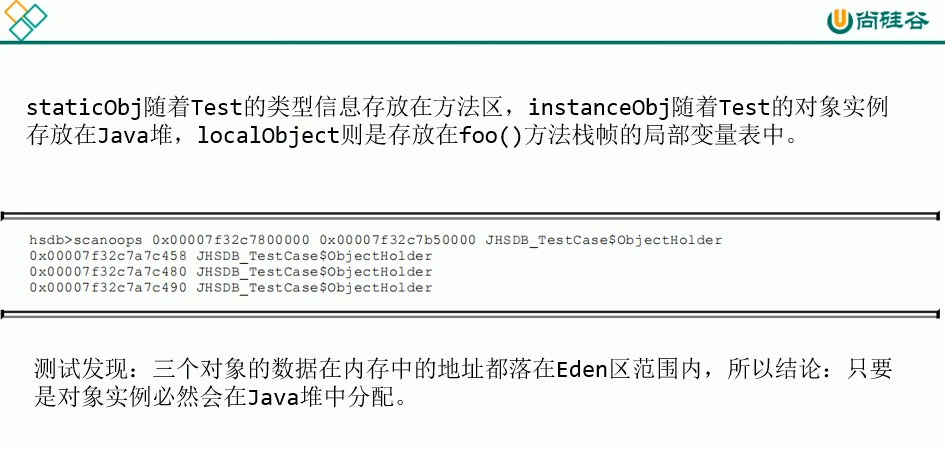 尚硅谷
staticObj随着Test的类型信息存放在方法区，instanceObj随着Test的对象实例
存放在Java堆，localObject则是存放在foo()方法栈帧的局部变量表中。
hsdb>scanoops 0x00007f32c7800000 0x00007f32c7b50000 JHSDB_TestCase$ObjectHolder
0x00007f32c7a7c458 JHSDB_TestCase$ObjectHolder
0x00007f32c7a7c480 JHSDB_TestCase$ObjectHolder
0x00007f32c7a7c490 JHSDB_TestCase$ObjectHolder
测试发现：三个对象的数据在内存中的地址都落在Eden区范围内，所以结论：只要
是对象实例必然会在Java堆中分配。